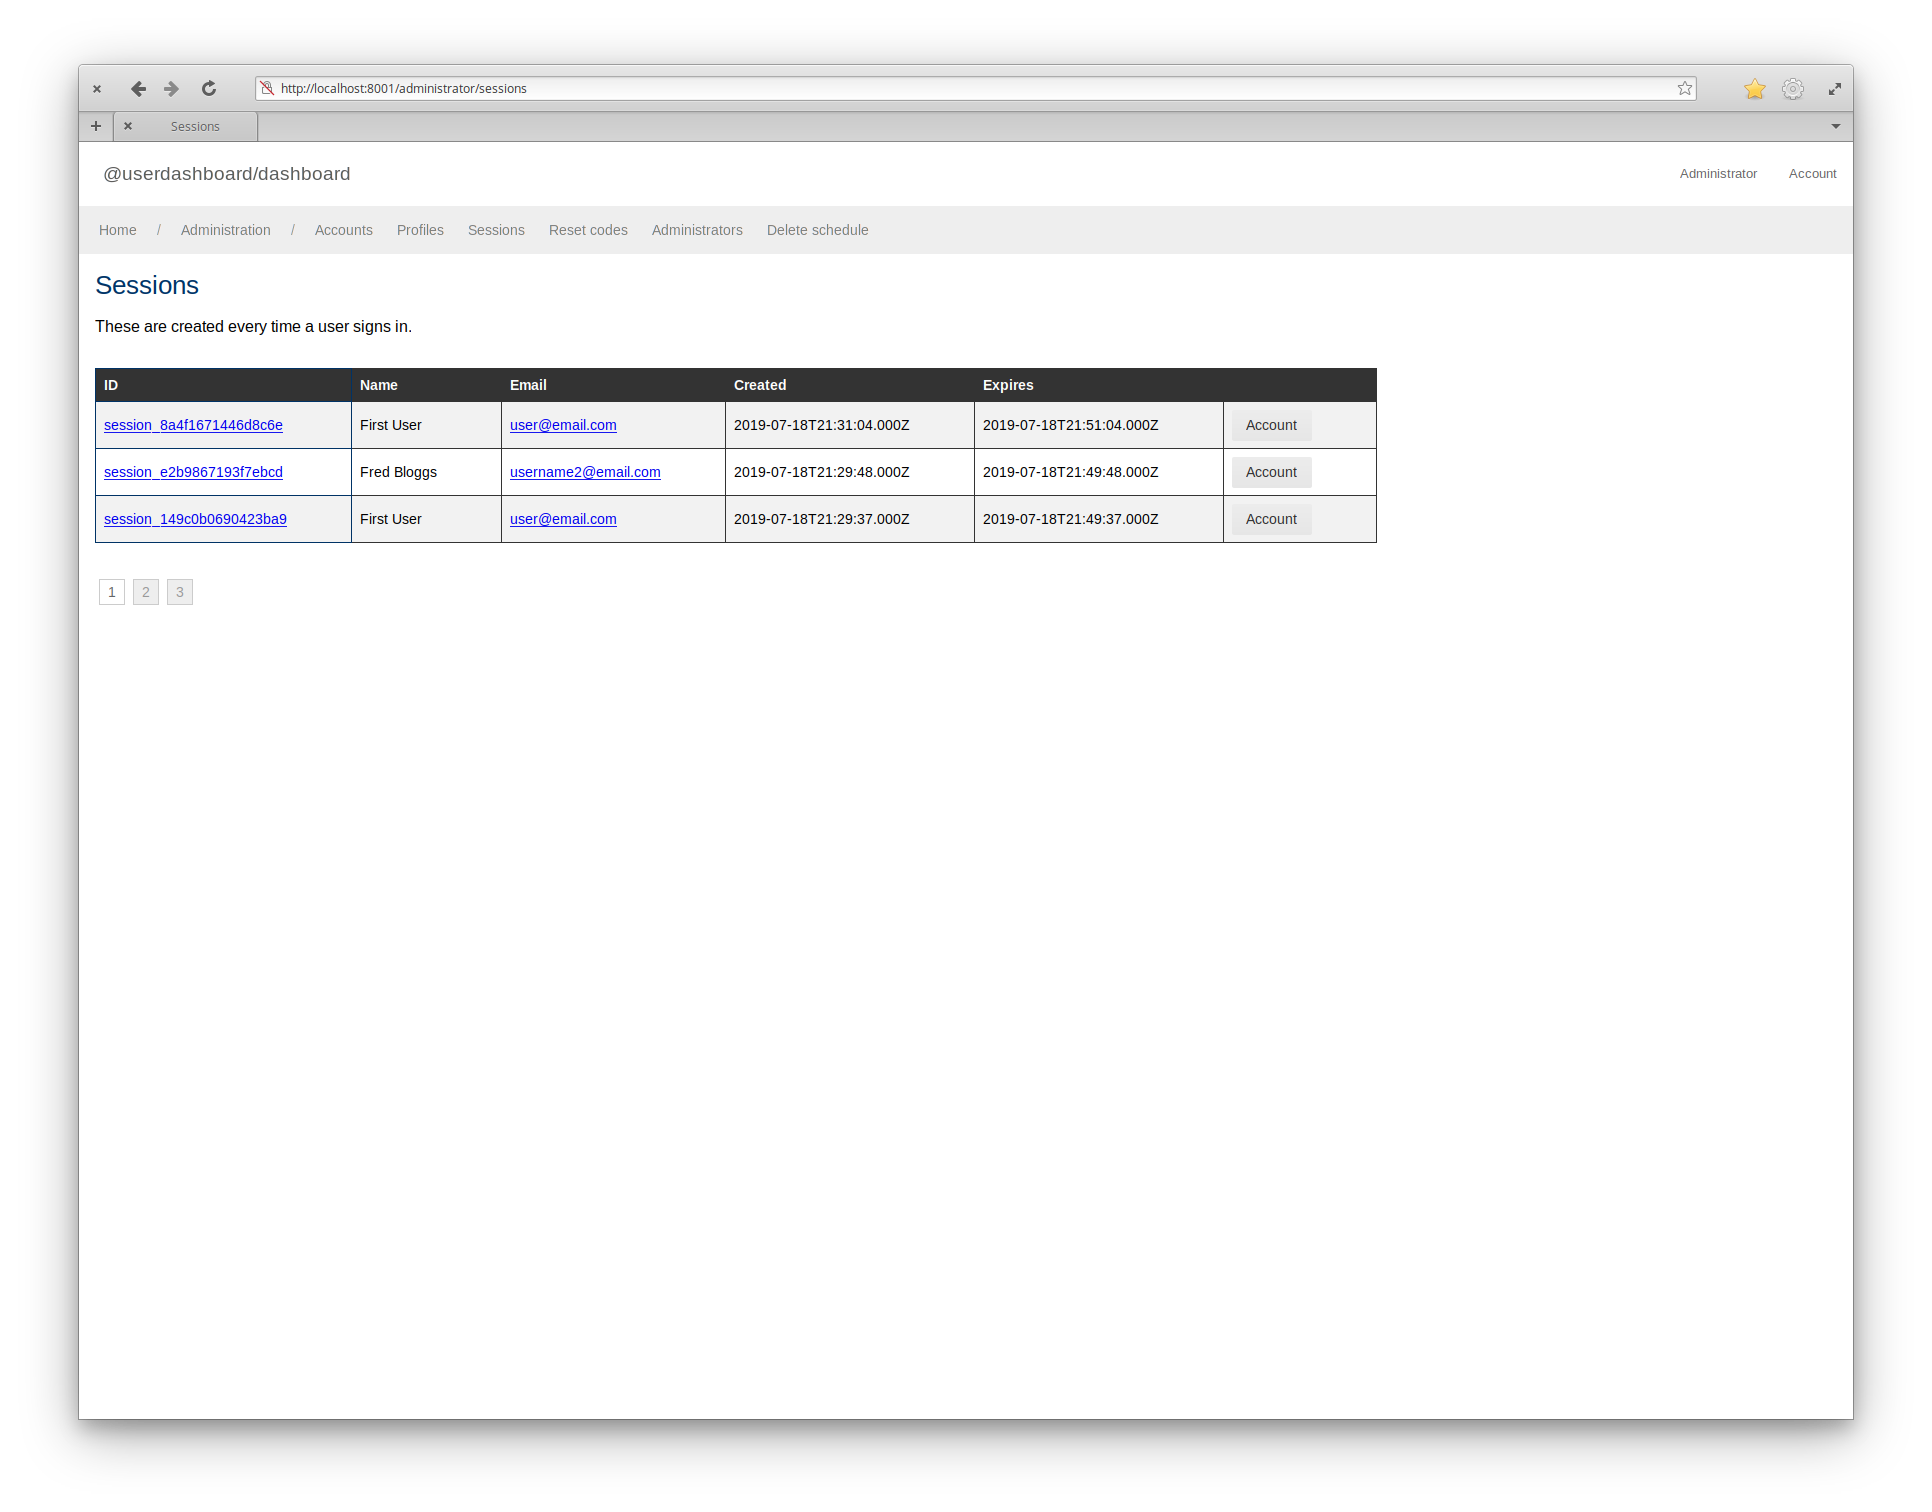 http://localhost:8001/administrator/sessions
Sessions
@userdashboard/dashboard Administrator Account
Home / Administration / Accounts Profiles Sessions Reset codes Administrators Delete schedule
Sessions
These are created every time a user signs in.
ID Name Email Created Expires
session_8a4f1671446d8c6e First User user@email.com 2019-07-18T21:31:04.000Z 2019-07-18T21:51:04.000Z Account
session_e2b9867193f7ebcd Fred Bloggs username2@email.com 2019-07-18T21:29:48.000Z 2019-07-18T21:49:48.000Z Account
session_149c0b0690423ba9 First User user@email.com 2019-07-18T21:29:37.000Z 2019-07-18T21:49:37.000Z Account
1 2 3